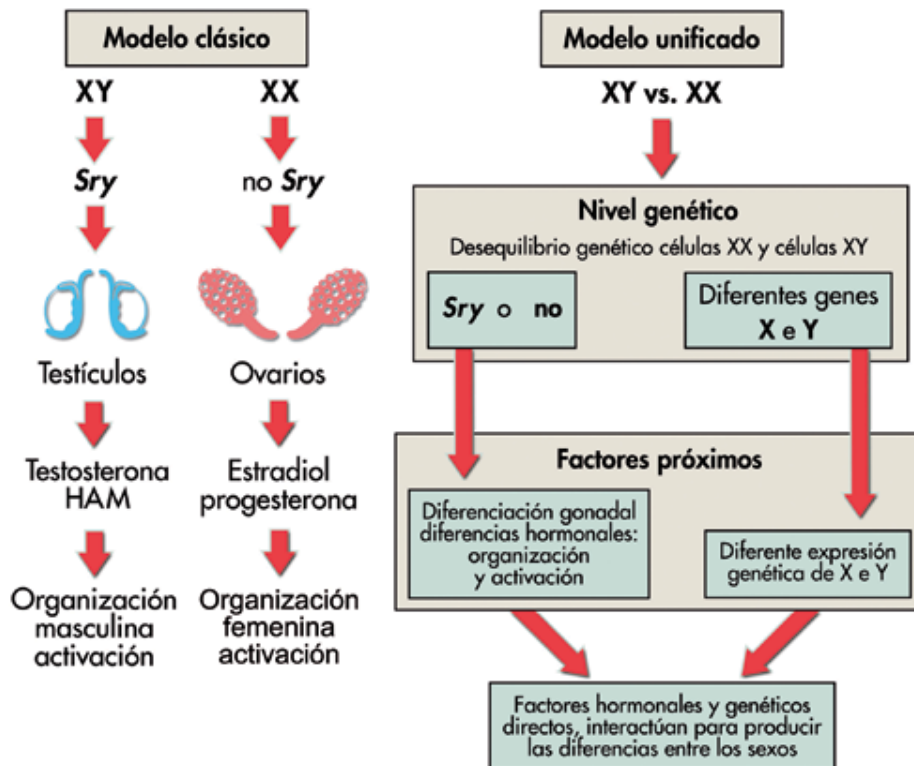 Modelo clásico
XY
XX
Sry
no Sry
Testículos
Ovarios
Testosterona
HAM
Estradiol
progesterona
Organización
masculina
activación
Organización
femenina
activación
Modelo unificado
XY vs. XX
Nivel genético
Desequilibrio genético células XX y células XY
Sry o no
Diferentes genes
X e Y
Factores próximos
Diferenciación gonadal
diferencias hormonales:
organización
y activación
Diferente expresión
genética de X e Y
Factores hormonales y genéticos
directos, interactúan para producir
las diferencias entre los sexos